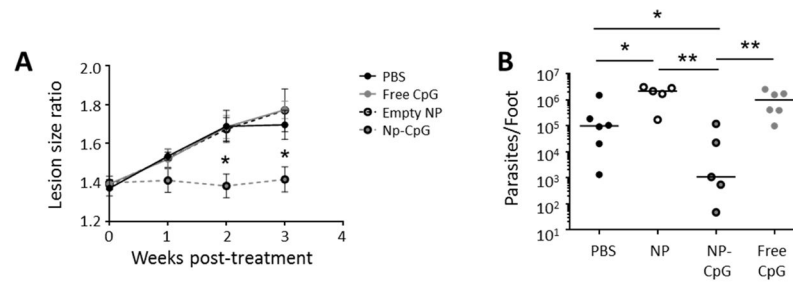 A
Lesion size ratio
2.0
1.8
1.6
1.4
1.2
0 1 2 3 4
Weeks post-treatment
* *
PBS
Free CpG
Empty NP
Np-CpG
B
*
* ** **
Parasites/Foot
10⁷
10⁶
10⁵
10⁴
10³
10²
10¹
PBS NP NP-CpG Free CpG